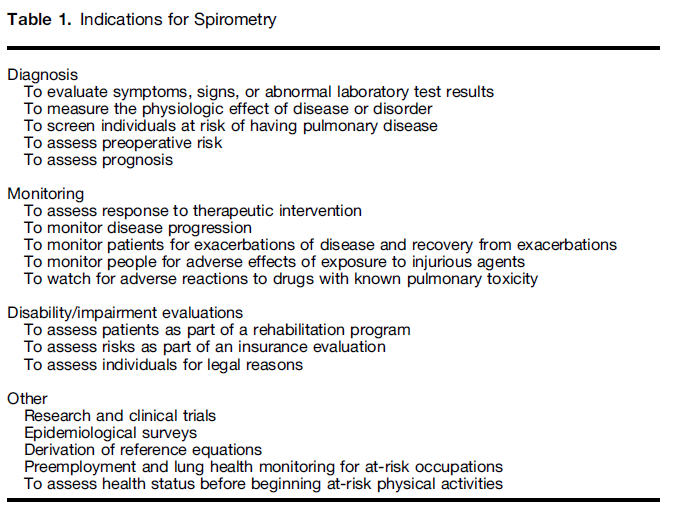 Table 1. Indications for Spirometry
Diagnosis
To evaluate symptoms, signs, or abnormal laboratory test results
To measure the physiologic effect of disease or disorder
To screen individuals at risk of having pulmonary disease
To assess preoperative risk
To assess prognosis
Monitoring
To assess response to therapeutic intervention
To monitor disease progression
To monitor patients for exacerbations of disease and recovery from exacerbations
To monitor people for adverse effects of exposure to injurious agents
To watch for adverse reactions to drugs with known pulmonary toxicity
Disability/impairment evaluations
To assess patients as part of a rehabilitation program
To assess risks as part of an insurance evaluation
To assess individuals for legal reasons
Other
Research and clinical trials
Epidemiological surveys
Derivation of reference equations
Preemployment and lung health monitoring for at-risk occupations
To assess health status before beginning at-risk physical activities